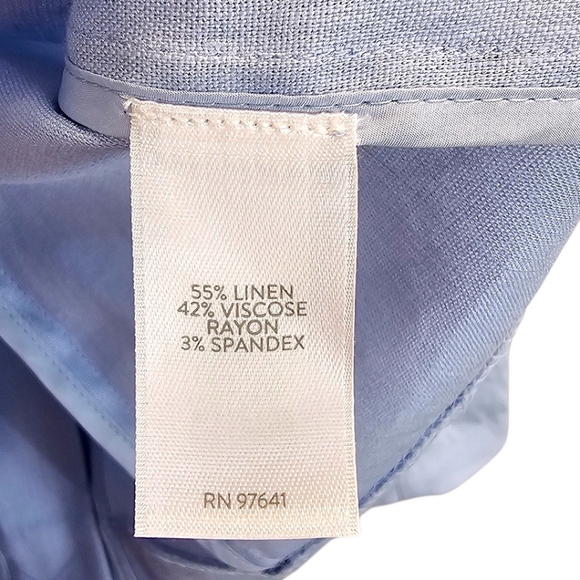 55% LINEN
42% VISCOSE
RAYON
3% SPANDEX
RN 97641